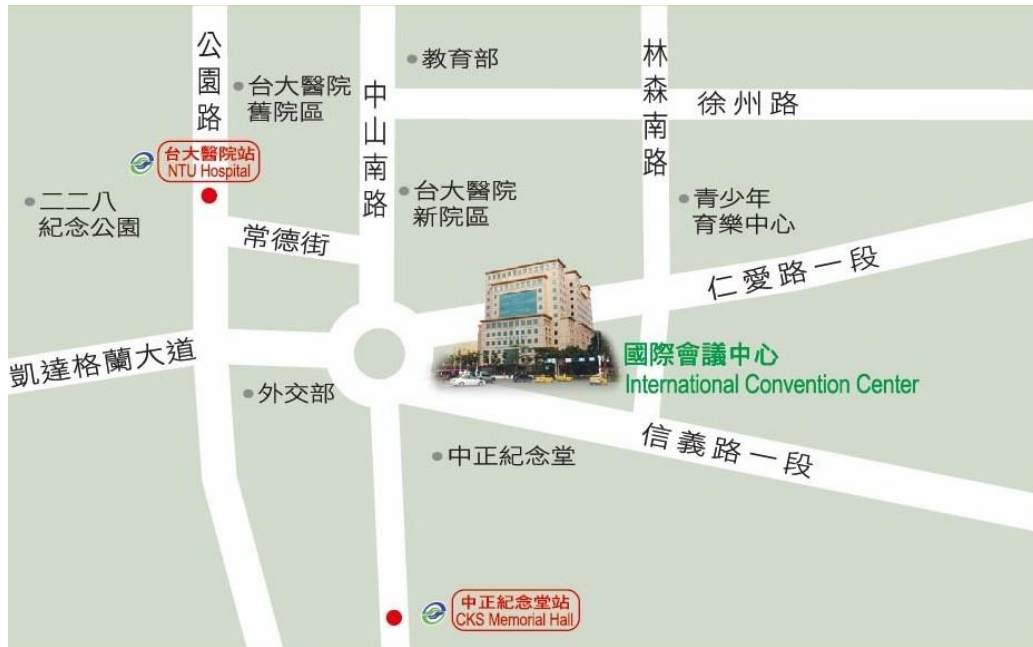 公園路
台大醫院
舊院區
中山南路
教育部
林森南路
徐州路
台大醫院站
NTU Hospital
二二八
紀念公園
常德街
台大醫院
新院區
青少年
育樂中心
仁愛路一段
凱達格蘭大道
國際會議中心
International Convention Center
外交部
中正紀念堂
信義路一段
中正紀念堂站
CKS Memorial Hall